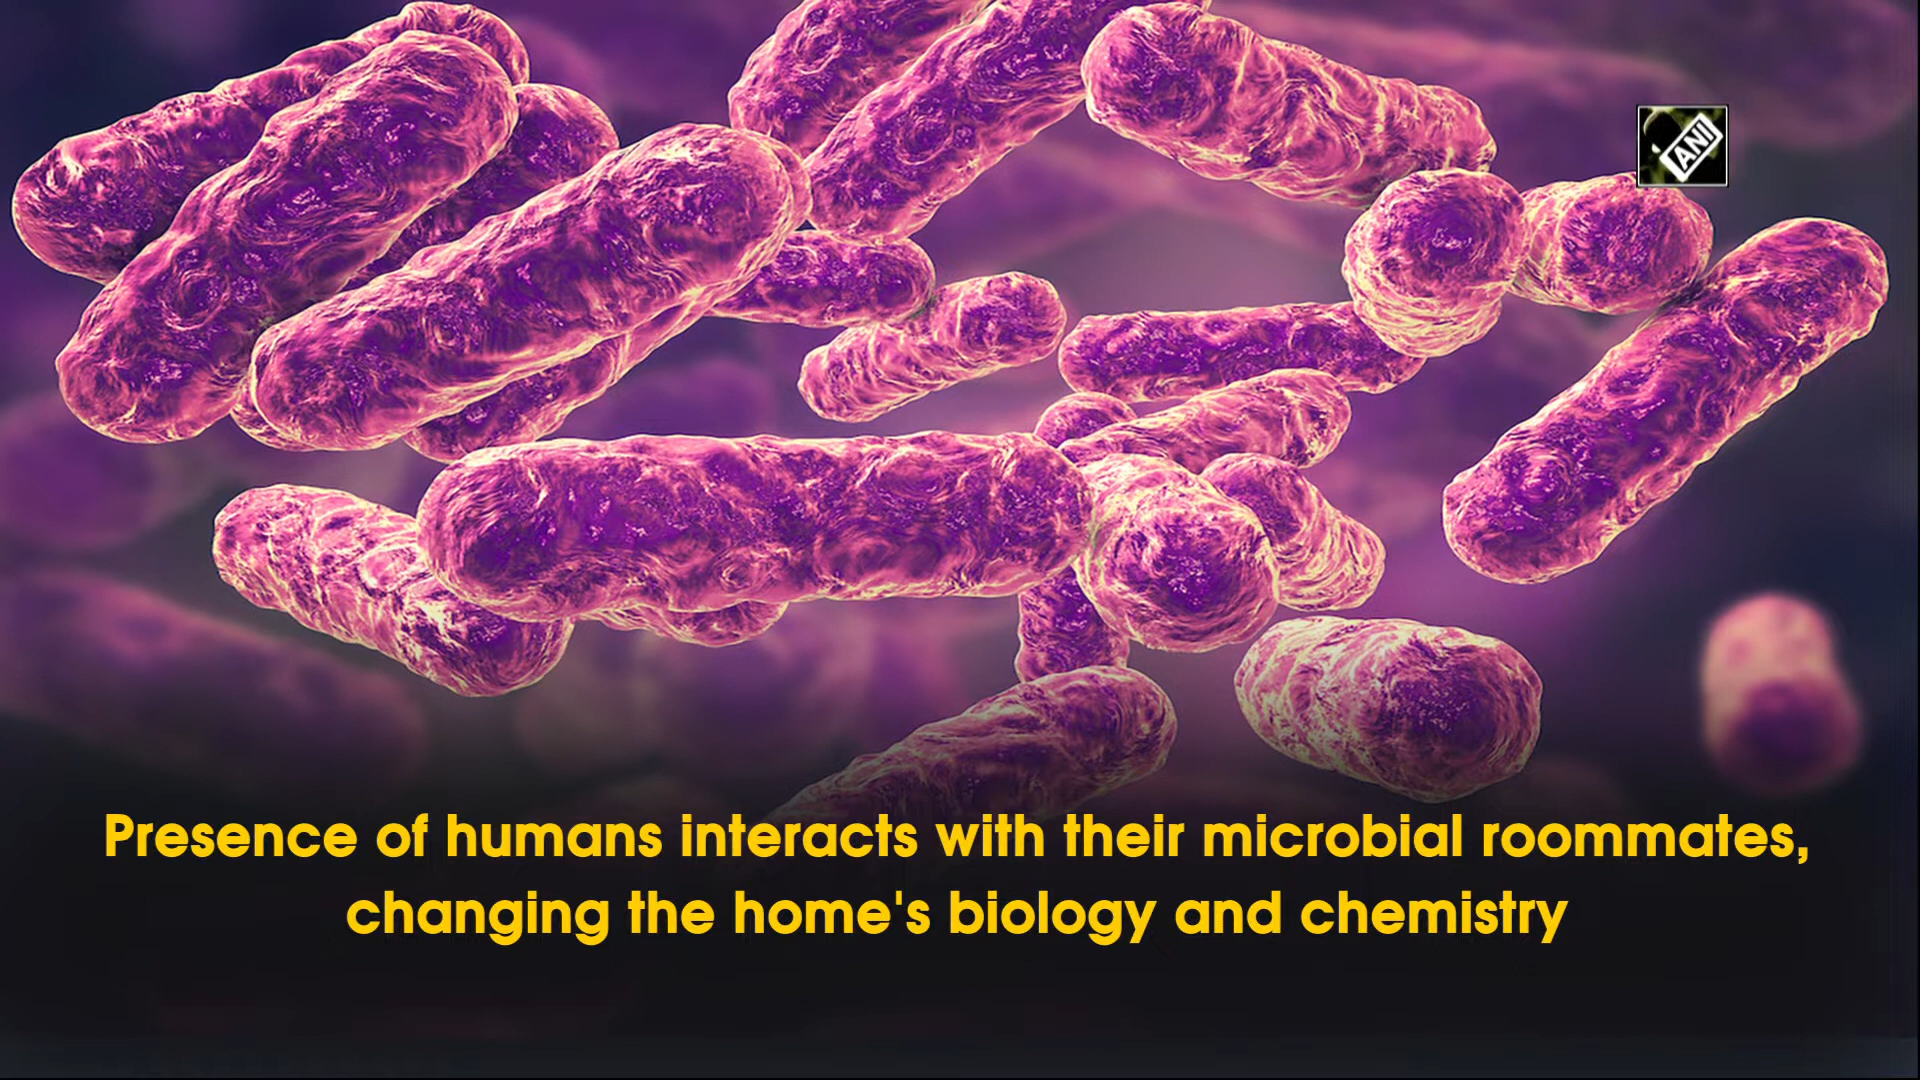 ANI
Presence of humans interacts with their microbial roommates,
changing the home's biology and chemistry